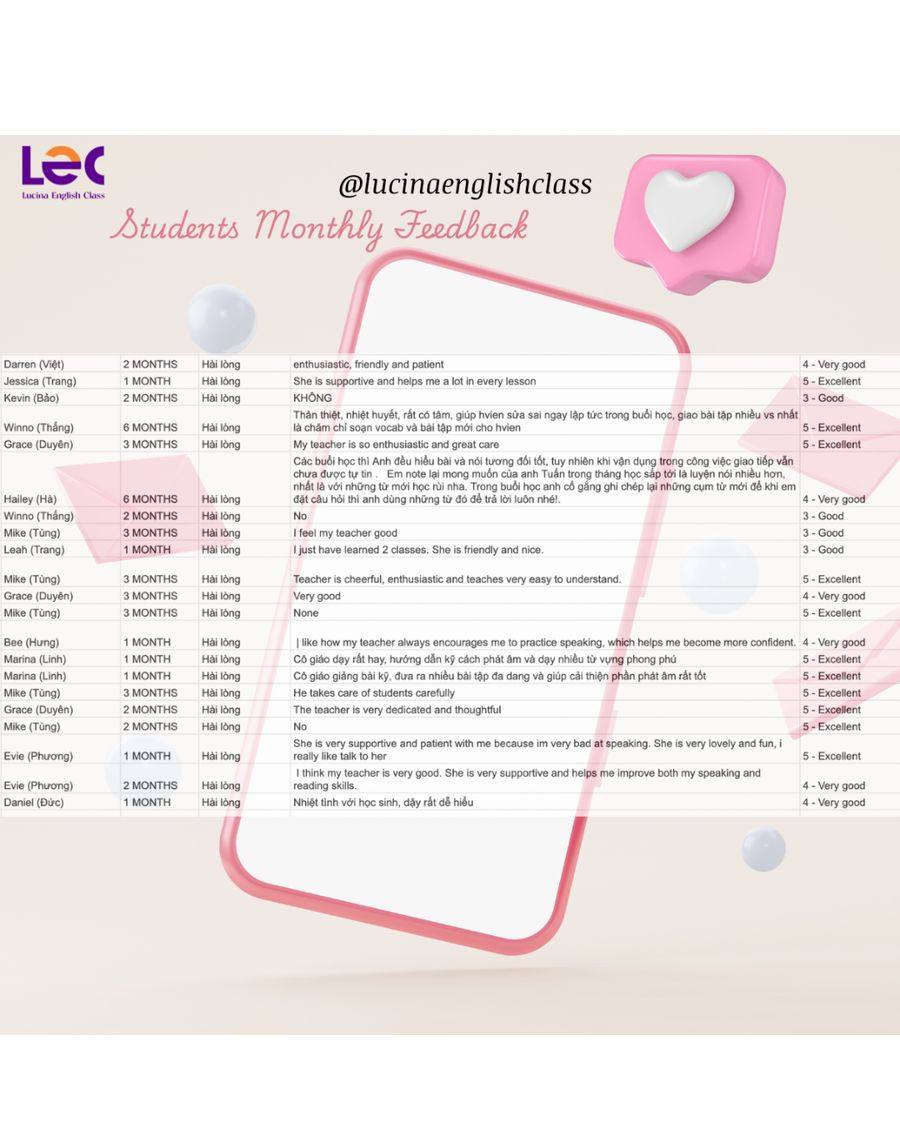 LeC
Lucina English Class
@lucinaenglishclass
Students Monthly Feedback
Darren (Việt) 2 MONTHS Hài lòng enthusiastic, friendly and patient 4 - Very good
Jessica (Trang) 1 MONTH Hài lòng She is supportive and helps me a lot in every lesson 5 - Excellent
Kevin (Bảo) 2 MONTHS Hài lòng KHÔNG 3 - Good
Thân thiệt, nhiệt huyết, rất có tâm, giúp hvien sửa sai ngay lập tức trong buổi học, giao bài tập nhiều vs nhất
Winno (Thắng) 6 MONTHS Hài lòng là chăm chỉ soạn vocab và bài tập mới cho hvien 5 - Excellent
Grace (Duyên) 3 MONTHS Hài lòng My teacher is so enthusiastic and great care 5 - Excellent
Các buổi học thì Anh đều hiểu bài và nói tương đối tốt, tuy nhiên khi vận dụng trong công việc giao tiếp vẫn
chưa được tự tin . Em note lại mong muốn của anh Tuấn trong tháng học sắp tới là luyện nói nhiều hơn,
nhất là với những từ mới học rùi nha. Trong buổi học anh cố gắng ghi chép lại những cụm từ mới để khi em
Hailey (Hà) 6 MONTHS Hài lòng đặt câu hỏi thì anh dùng những từ đó để trả lời luôn nhé!. 4 - Very good
Winno (Thắng) 2 MONTHS Hài lòng No 3 - Good
Mike (Tùng) 3 MONTHS Hài lòng I feel my teacher good 3 - Good
Leah (Trang) 1 MONTH Hài lòng I just have learned 2 classes. She is friendly and nice. 3 - Good
Mike (Tùng) 3 MONTHS Hài lòng Teacher is cheerful, enthusiastic and teaches very easy to understand. 5 - Excellent
Grace (Duyên) 3 MONTHS Hài lòng Very good 4 - Very good
Mike (Tùng) 3 MONTHS Hài lòng None 5 - Excellent
Bee (Hưng) 1 MONTH Hài lòng | like how my teacher always encourages me to practice speaking, which helps me become more confident. 4 - Very good
Marina (Linh) 1 MONTH Hài lòng Cô giáo dạy rất hay, hướng dẫn kỹ cách phát âm và dạy nhiều từ vựng phong phú 5 - Excellent
Marina (Linh) 1 MONTH Hài lòng Cô giáo giảng bài kỹ, đưa ra nhiều bài tập đa dang và giúp cải thiện phần phát âm rất tốt 5 - Excellent
Mike (Tùng) 3 MONTHS Hài lòng He takes care of students carefully 5 - Excellent
Grace (Duyên) 2 MONTHS Hài lòng The teacher is very dedicated and thoughtful 5 - Excellent
Mike (Tùng) 2 MONTHS Hài lòng No 5 - Excellent
She is very supportive and patient with me because im very bad at speaking. She is very lovely and fun, i
Evie (Phương) 1 MONTH Hài lòng really like talk to her 5 - Excellent
I think my teacher is very good. She is very supportive and helps me improve both my speaking and
Evie (Phương) 2 MONTHS Hài lòng reading skills. 4 - Very good
Daniel (Đức) 1 MONTH Hài lòng Nhiệt tình với học sinh, dậy rất dễ hiểu 4 - Very good